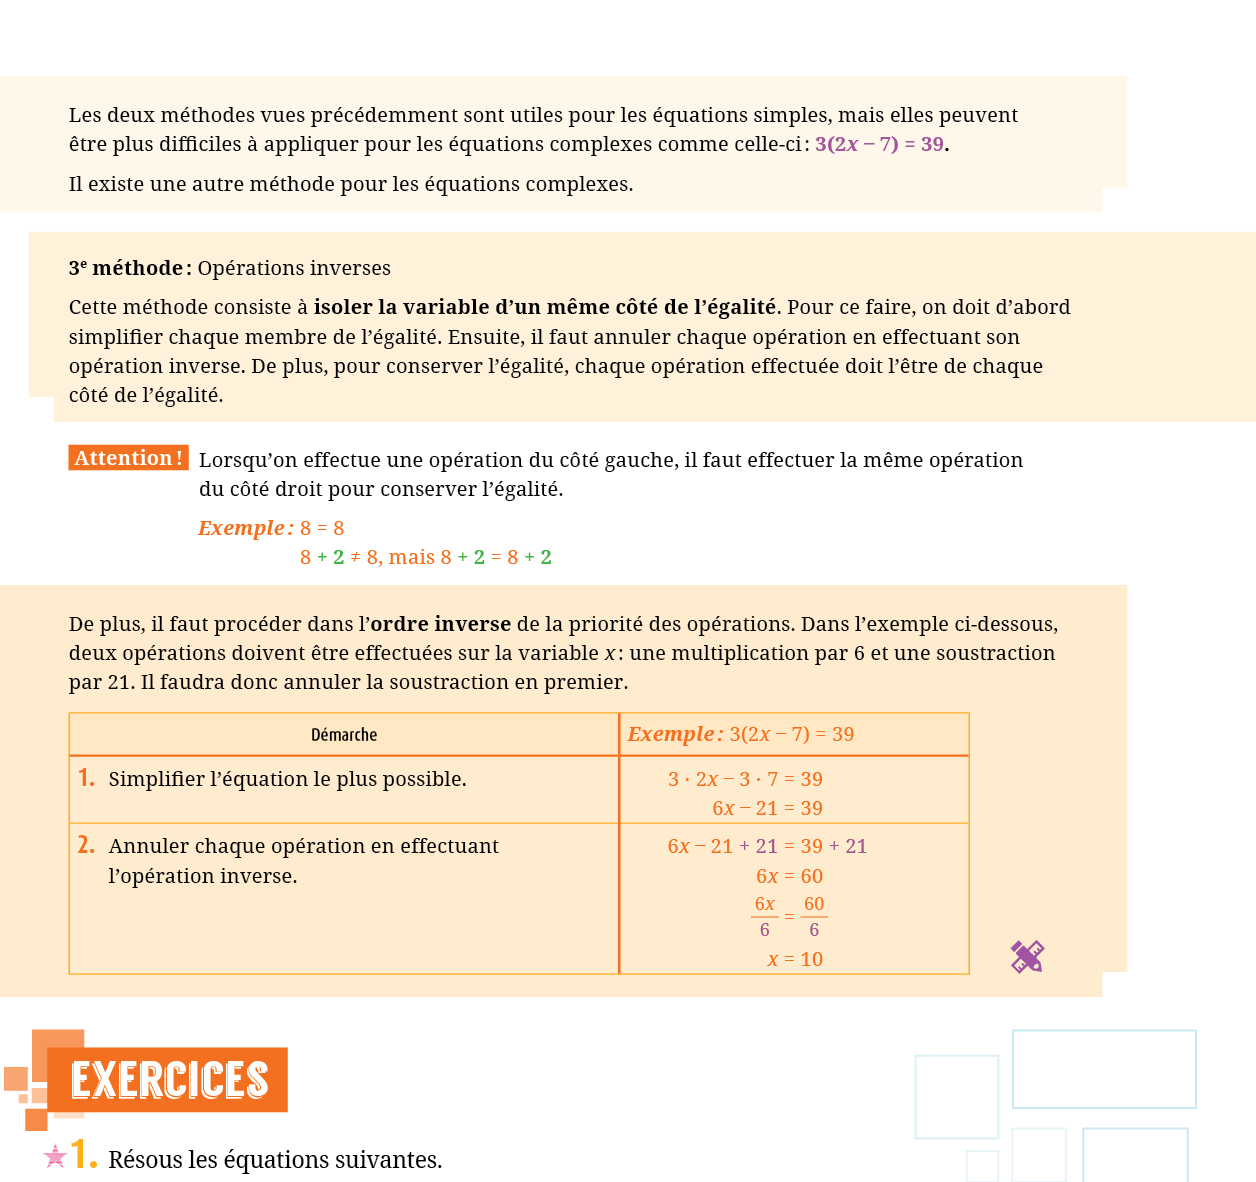 Les deux méthodes vues précédemment sont utiles pour les équations simples, mais elles peuvent
être plus difficiles à appliquer pour les équations complexes comme celle-ci : 3(2x – 7) = 39.
Il existe une autre méthode pour les équations complexes.
3e méthode : Opérations inverses
Cette méthode consiste à isoler la variable d’un même côté de l’égalité. Pour ce faire, on doit d’abord
simplifier chaque membre de l’égalité. Ensuite, il faut annuler chaque opération en effectuant son
opération inverse. De plus, pour conserver l’égalité, chaque opération effectuée doit l’être de chaque
côté de l’égalité.
Attention ! Lorsqu’on effectue une opération du côté gauche, il faut effectuer la même opération
du côté droit pour conserver l’égalité.
Exemple : 8 = 8
8 + 2 ≠ 8, mais 8 + 2 = 8 + 2
De plus, il faut procéder dans l’ordre inverse de la priorité des opérations. Dans l’exemple ci-dessous,
deux opérations doivent être effectuées sur la variable x : une multiplication par 6 et une soustraction
par 21. Il faudra donc annuler la soustraction en premier.
Démarche Exemple : 3(2x – 7) = 39
1. Simplifier l’équation le plus possible. 3 · 2x – 3 · 7 = 39
6x – 21 = 39
2. Annuler chaque opération en effectuant 6x – 21 + 21 = 39 + 21
l’opération inverse. 6x = 60
6x/6 = 60/6
x = 10
EXERCICES
1. Résous les équations suivantes.